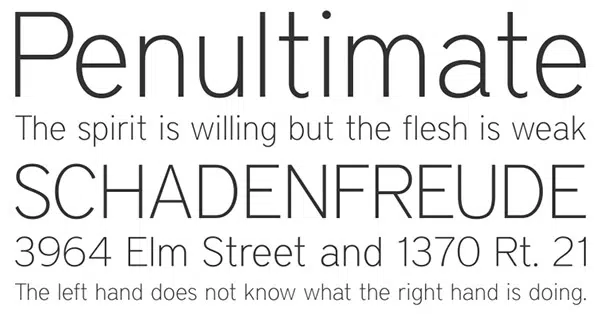 Penultimate
The spirit is willing but the flesh is weak
SCHADENFREUDE
3964 Elm Street and 1370 Rt. 21
The left hand does not know what the right hand is doing.